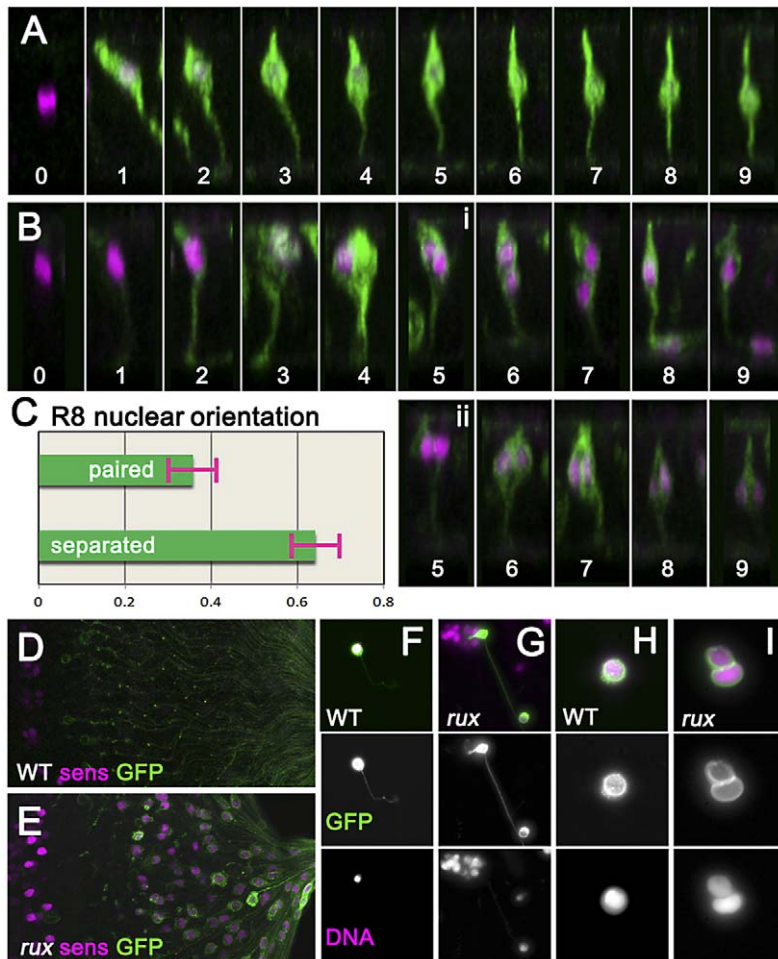 A
0 1 2 3 4 5 6 7 8 9
B
i
0 1 2 3 4 5 6 7 8 9
C R8 nuclear orientation
paired
separated
0 0.2 0.4 0.6 0.8
ii
5 6 7 8 9
D
WT sens GFP
E
rux sens GFP
F G H I
WT rux WT rux
GFP
DNA